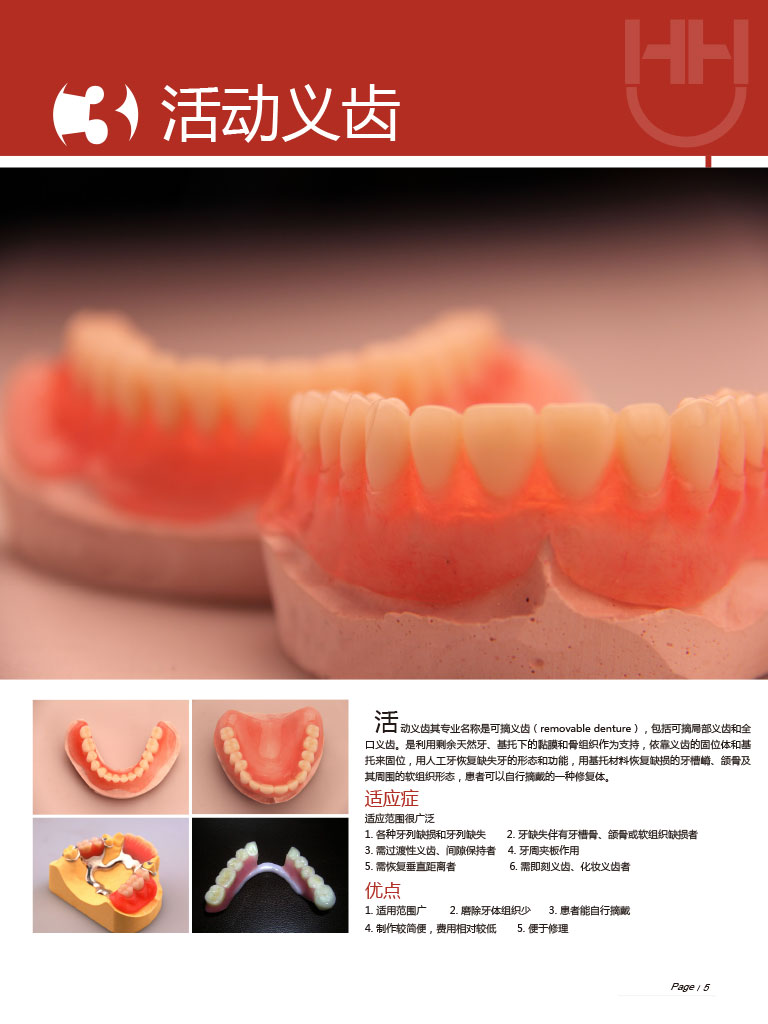 3
活动义齿
HH
活动义齿其专业名称是可摘义齿（removable denture），包括可摘局部义齿和全
口义齿。是利用剩余天然牙、基托下的黏膜和骨组织作为支持，依靠义齿的固位体和基
托来固位，用人工牙恢复缺失牙的形态和功能，用基托材料恢复缺损的牙槽嵴、颌骨及
其周围的软组织形态，患者可以自行摘戴的一种修复体。
适应症
适应范围很广泛
1. 各种牙列缺损和牙列缺失 2. 牙缺失伴有牙槽骨、颌骨或软组织缺损者
3. 需过渡性义齿、间隙保持者 4. 牙周夹板作用
5. 需恢复垂直距离者 6. 需即刻义齿、化妆义齿者
优点
1. 适用范围广 2. 磨除牙体组织少 3. 患者能自行摘戴
4. 制作较简便，费用相对较低 5. 便于修理
Page / 5